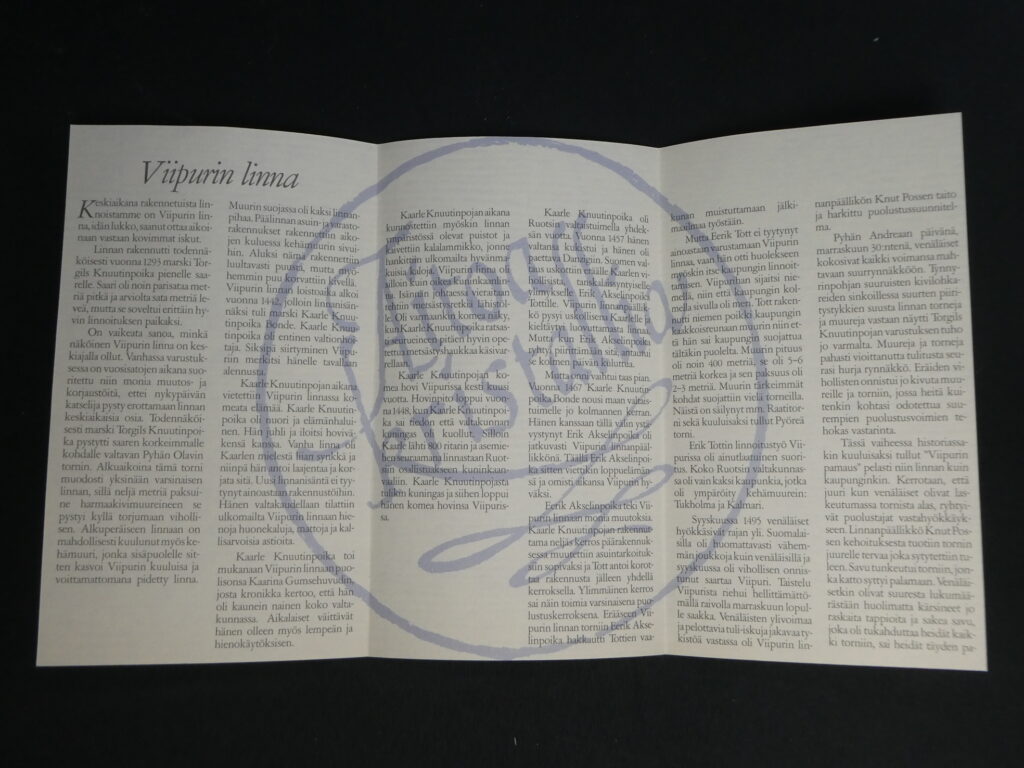 Viipurin linna
Keskiaikana rakennetuista lin-
noistamme on Viipurin lin-
na, idän lukko, saanut ottaa aikoi-
naan vastaan kovimmat iskut.
Linnan rakennutti todennä-
köisesti vuonna 1293 marski Tor-
gils Knuutinpoika pienelle saa-
relle. Saari oli noin parisataa met-
riä pitkä ja arviolta sata metriä le-
veä, mutta se soveltui erittäin hy-
vin linnoituksen paikaksi.
On vaikeata sanoa, minkä
näköinen Viipurin linna on kes-
kiajalla ollut. Vanhassa varustuk-
sessa on vuosisatojen aikana suo-
ritettu niin monia muutos- ja
korjaustöitä, ettei nykypäivän
katselija pysty erottamaan linnan
keskiaikaisia osia. Todennäköi-
sesti marski Torgils Knuutinpoi-
ka pystytti saaren korkeimmalle
kohdalle valtavan Pyhän Olavin
tornin. Alkuaikoina tämä torni
muodosti yksinään varsinaisen
linnan, sillä neljä metriä paksui-
ne harmaakivimuureineen se
pystyi kyllä torjumaan vihol-
sen. Alkuperäiseen linnaan on
mahdollisesti kuulunut myös ke-
hämuuri, jonka sisäpuolelle sit-
ten kasvoi Viipurin kuuluisa ja
voittamattomana pidetty linna.
Muurin suojassa oli kaksi linnan-
pihaa. Päälinnan asuin- ja varasto-
rakennukset rakennettiin aiko-
jen kuluessa kehämuurin sivui-
hin. Aluksi nämä rakennettiin
luultavasti puusta, mutta myö-
hemmin puu korvattiin kivellä.
Viipurin linnan loistoaika alkoi
vuonna 1442, jolloin linnanisän-
näksi tuli marski Kaarle Knuutin-
poika Bonde. Kaarle Knuutin-
poika oli entinen valtionhoi-
taja. Siksipä siirtyminen Viipu-
riin merkitsi hänelle tavallaan
alennusta.
Kaarle Knuutinpojan aikana
vietettiin Viipurin linnassa ko-
meata elämää. Kaarle Knuutin-
poika oli nuori ja elämänhalui-
nen. Hän juhli ja iloitsi hoviväk-
kensä kanssa. Vanha linna oli
Kaarlen mielestä liian synkkä ja
niinpä hän antoi laajentaa ja kor-
jata sitä. Uusi linnanisäntä ei tyy-
tynyt ainoastaan rakennustöihin.
Hänen valtakaudellaan tilattiin
ulkomailta Viipurin linnaan hie-
noja huonekaluja, mattoja ja kal-
lisarvoisia astioita.
Kaarle Knuutinpoika toi
mukanaan Viipurin linnaan puo-
lisonsa Kaarina Gumsehuvudin,
josta kronikka kertoo, että hän
oli kaunein nainen koko valta-
kunnassa. Aikalaiset väittävät
hänen olleen myös lempeän ja
hienokäytöksisen.
Kaarle Knuutinpojan aikana
kunnostettiin myöskin linnan
ympäristössä olevat puistot ja
kaivettiin kalalammikko, jonne
hankittiin ulkomailta hyvänma-
kuisia kaloja. Viipurin linnassa oli
silloin kuin oikeassa kuninkaanlin-
nassa. Isännän johtaessa pidettiin
usein metsästysretkiä lähistöl-
le. Oli varmaankin komea näky,
kun Kaarle Knuutinpoika ratsas-
varusteineen pitäen hyvin ope-
tettua metsästyshaukkaa käsivar-
rellaan.
Kaarle Knuutinpojan ko-
mea hovi Viipurissa kesti kuusi
vuotta. Hovinpito loppui vuon-
na 1448, kun Kaarle Knuutinpoi-
ka sai tiedon että valtakunnan
kuningas oli kuollut. Silloin
Kaarle lähti 800 ritarin ja asemie-
hen seuraamana linnastaan Ruot-
siin osallistuakseen kuninkaan-
vaaliin. Kaarle Knuutinpojasta
tuli kuningas ja siihen loppui
hänen komea hovinsa Viipuris-
sa.
Kaarle Knuutinpoika oli
Ruotsin valtaistuimella yhdek-
sän vuotta. Vuonna 1457 hänen
valtansa kukistui ja hänen oli
paettava Danzigiin. Suomen val-
taus uskottiin täälle Kaarlen vi-
hamiehelle, tanskalaissyntyiselle
Eerik Akselinpoika
Tottille. Viipurin linnanpäällik-
kö pysyi uskollisena Kaarlelle ja
kieltäytyi luovuttamasta linnaa.
Mutta kun Eerik Akselinpoika
ryhtyi piirittämään sitä, antautui
se kolmen päivän kuluttua.
Mutta onni vaihtui taas pian.
Vuonna 1467 Kaarle Knuutin-
poika Bonde nousi maan valtais-
tuimelle jo kolmannen kerran.
Hänen kanssaan tällä välin ystä-
vystynyt Erik Akselinpoika oli
jatkuvasti Viipurin linnanpääl-
likkönä. Täällä Eerik Akselinpoi-
ka sitten viettikin loppuelämän-
sä ja omisti aikansa Viipurin hy-
väksi.
Eerik Akselinpoika teki Vii-
purin linnaan monia muutoksia.
Kaarle Knuutinpojan rakennut-
tama neljäs kerros päärakennuk-
sessa muutettiin asuintarkoituk-
siin sopivaksi ja Tott antoi korot-
taa rakennusta jälleen yhdellä
kerroksella. Ylimmäinen kerros
sai näin toimia varsinaisena puo-
lustuskerroksena. Erääseen Vii-
purin linnan torniin Eerik Akse-
linpoika hakkautti Tottien vaa-
kunan muistuttamaan jälki-
maailmaa työstään.
Mutta Eerik Tott ei tyytynyt
ainoastaan varustamaan Viipurin
linnaa, vaan hän otti huolekseen
myöskin itse kaupungin linnoit-
tamisen. Viipurihan sijaitsi nie-
mellä, niin että kaupungin kol-
mella sivulla oli meri. Tott raken-
nutti niemen poikki kaupungin
kaakkoisreunaan muurin niin et-
tä hän sai kaupungin suojattua
tältäkin puolelta. Muurin pituus
oli noin 400 metriä, se oli 5–6
metriä korkea ja sen paksuus oli
2–3 metriä. Muurin tärkeimmät
kohdat suojattiin vielä torneilla.
Näistä on säilynyt mm. Raatitor-
ni sekä kuuluisaksi tullut Pyöreä
torni.
Erik Tottin linnoitustyö Vii-
purissa oli ainutlaatuinen suori-
tus. Koko Ruotsin valtakunnas-
sa oli vain kaksi kaupunkia, jotka
oli ympäröity kehämuurein:
Tukholma ja Kalmari.
Syyskuussa 1495 venäläiset
hyökkäsivät rajan yli. Suomalai-
silla oli huomattavasti vähem-
män joukkoja kuin venäläisillä ja
syyskuussa oli vihollinen onnis-
tunut saartaa Viipuri. Taistelu
Viipurista riehui hellittämättö-
mällä raivolla marraskuun lopul-
le saakka. Venäläisten ylivoimaa
ja pelottavia tuli-iskuja jakavaa ty-
kistöä vastassa oli Viipurin lin-
nanpäällikön Knut Possen taito
ja harkittu puolustussuunnitel-
ma.
Pyhän Andreaan päivänä,
marraskuun 30:ntenä, venäläiset
kokosivat kaikki voimansa mah-
tavaan suurrynnäkköön. Tynny-
rinpohjan suuruisten kivilohka-
reiden sinkoillessa suurten piiri-
tystykkien suusta linnan torneja
ja muureja vastaan näytti Torgils
Knuutinpojan varustuksen tuho
jo varmalta. Muureja ja torneja
pahasti vioittanutta tulitusta seu-
rasi hurja rynnäkkö. Eräiden vi-
hollisten onnistui jo kivuta muu-
reille ja torniin, jossa heitä kui-
tenkin kohtasi odotettua suu-
rempien puolustusvoimien te-
hokas vastarinta.
Tässä vaiheessa historiassa-
kin kuuluisaksi tullut "Viipurin
pamaus" pelasti niin linnan kuin
kaupunginkin. Kerrotaan, että
juuri kun venäläiset olivat las-
keutumassa tornista alas, ryhtyi-
vät puolustajat vastahyökkäyk-
seen. Linnanpäällikkö Knut Pos-
sen kehoituksesta tuotiin tornin
juurelle tervaa joka sytytettiin tu-
leen. Savu tunkeutui torniin, jon-
ka katto syttyi palamaan. Venäläi-
setkin olivat suuresta lukumää-
rästään huolimatta kärsineet jo
raskaita tappioita ja sakea savu,
joka oli tukahduttaa heidät kaik-
ki torniin, sai heidät täyden pa-